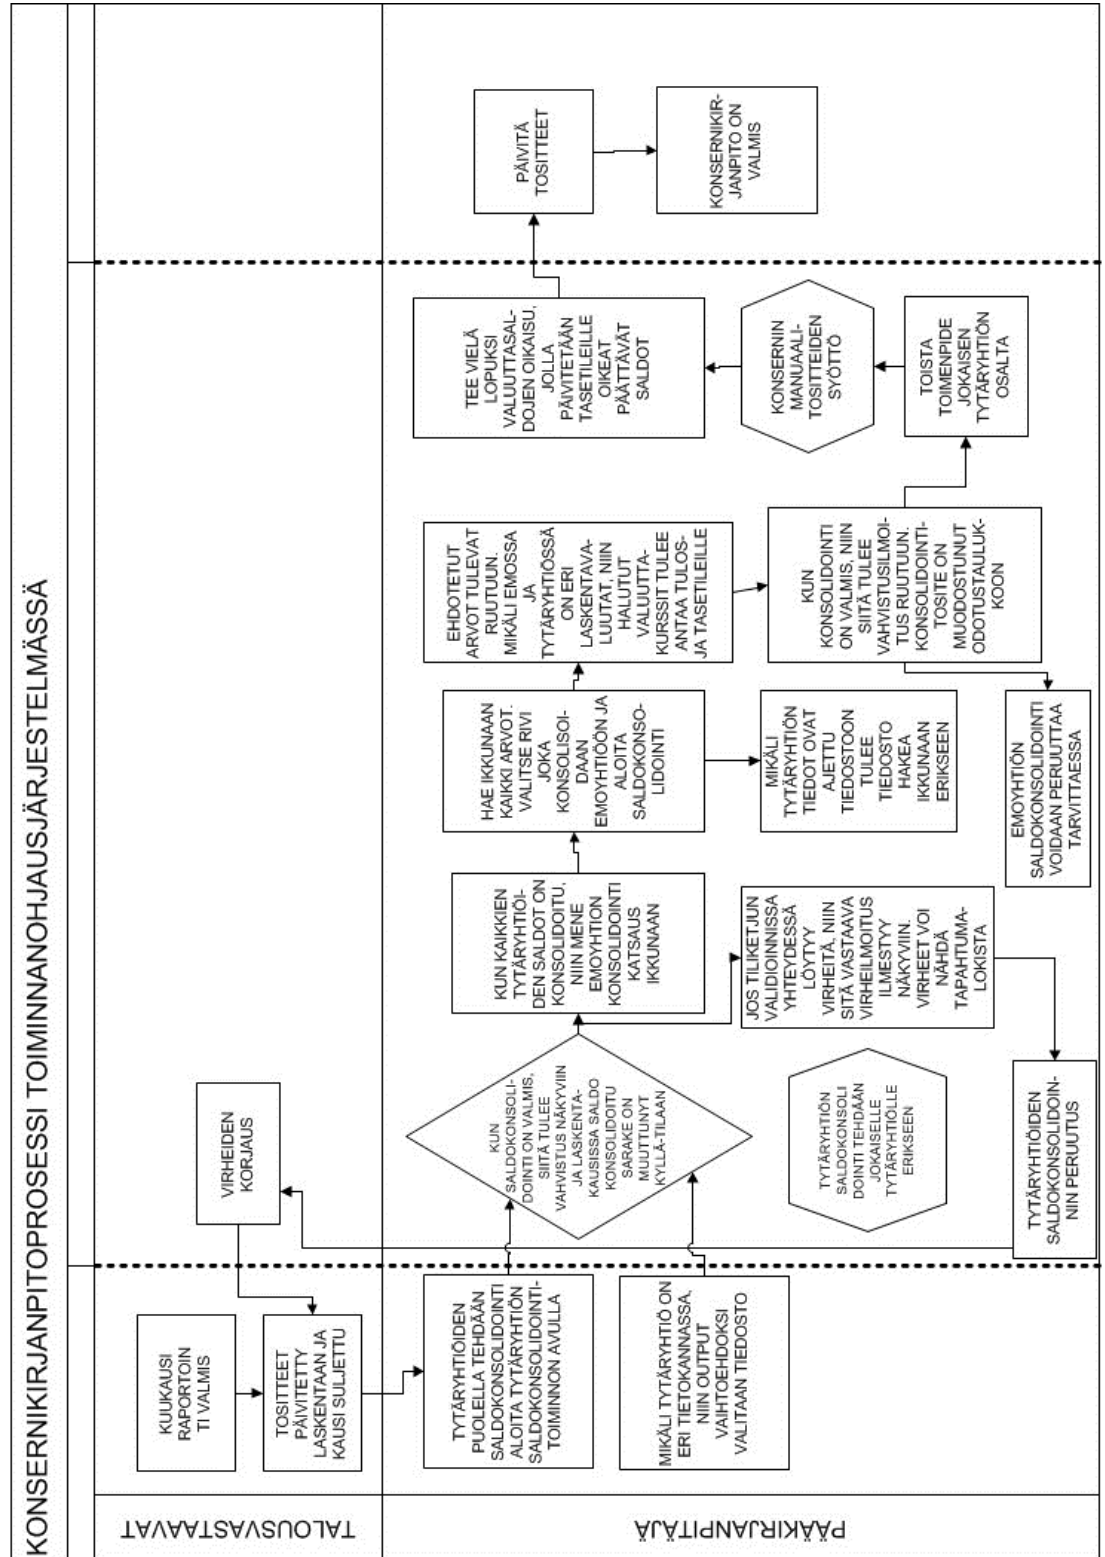 KONSERNIKIRJANPITOPROSESSI TOIMINNANOHJAUSJÄRJESTELMÄSSÄ
TALOUSVASTAAVAT
KUUKAUSI
RAPORTOIN
TI VALMIS
TOSITTEET
PÄIVITETTY
LASKENTAAN JA
KAUSI SULJETTU
VIRHEIDEN
KORJAUS
PÄÄKIRJANPITÄJÄ
TYTÄRYHTIÖIDEN
PUOLELLA TEHDÄÄN
SALDOKONSOLIDOINTI
ALOITA TYTÄRYHTIÖN
SALDOKONSOLIDOINTI-
TOIMINNON AVULLA
MIKÄLI TYTÄRYHTIÖ ON
ERI TIETOKANNASSA,
NIIN OUTPUT
VAIHTOEHDOKSI
VALITAAN TIEDOSTO
KUN
SALDOKONSOLI-
DOINTI ON VALMIS,
SIITÄ TULEE
VAHVISTUS NÄKYVIIN
JA LASKENTA-
KAUSISSA SALDO
KONSOLIDOITU
SARAKE ON
MUUTTUNYT
KYLLÄ-TILAAN
TYTÄRYHTIÖN
SALDOKONSOLI
DOINTI TEHDÄÄN
JOKAISELLE
TYTÄRYHTIÖLLE
ERIKSEEN
TYTÄRYHTIÖIDEN
SALDOKONSOLIDOIN-
NIN PERUUTUS
KUN KAIKKIEN
TYTÄRYHTIÖI-
DEN SALDOT ON
KONSOLIDOITU,
NIIN MENE
EMOYHTION
KONSOLIDOINTI
KATSAUS
IKKUNAAN
JOS TILIKETJUN
VALIDIOINNISSA
YHTEYDESSÄ
LÖYTYY
VIRHEITÄ, NIIN
SITÄ VASTAAVA
VIRHEILMOITUS
ILMESTYY
NÄKYVIIN.
VIRHEET VOI
NÄHDÄ
TAPAHTUMA-
LOKISTA
HAE IKKUNAAN
KAIKKI ARVOT.
VALITSE RIVI
JOKA
KONSOLISOI-
DAAN
EMOYHTIÖÖN JA
ALOITA
SALDOKONSO-
LIDOINTI
MIKÄLI
TYTÄRYHTIÖN
TIEDOT OVAT
AJETTU
TIEDOSTOON
TULEE
TIEDOSTO
HAKEA
IKKUNAAN
ERIKSEEN
EMOYHTIÖN
SALDOKONSOLIDOINTI
VOIDAAN PERUUTTAA
TARVITTAESSA
EHDOTETUT
ARVOT TULEVAT
RUUTUUN.
MIKÄLI EMOSSA
JA
TYTÄRYHTIÖSSÄ
ON ERI
LASKENTAVA-
LUUTAT, NIIN
HALUTUT
VALUUTTA-
KURSSIT TULEE
ANTAA TULOS-
JA TASETILEILLE
KUN
KONSOLIDOINTI
ON VALMIS, NIIN
SIITÄ TULEE
VAHVISTUSILMOI-
TUS RUUTUUN.
KONSOLIDOINTI-
TOSITE ON
MUODOSTUNUT
ODOTUSTAULUK-
KOON
TOISTA
TOIMENPIDE
JOKAISEN
TYTÄRYHTIÖN
OSALTA
KONSERNIN
MANUAALI-
TOSITTEIDEN
SYÖTTÖ
TEE VIELÄ
LOPUKSI
VALUUTTASAL-
DOJEN OIKAISU,
JOLLA
PÄIVITETÄÄN
TASETILEILLE
OIKEAT
PÄÄTTÄVÄT
SALDOT
PÄIVITÄ
TOSITTEET
KONSERNIKIR-
JANPITO ON
VALMIS